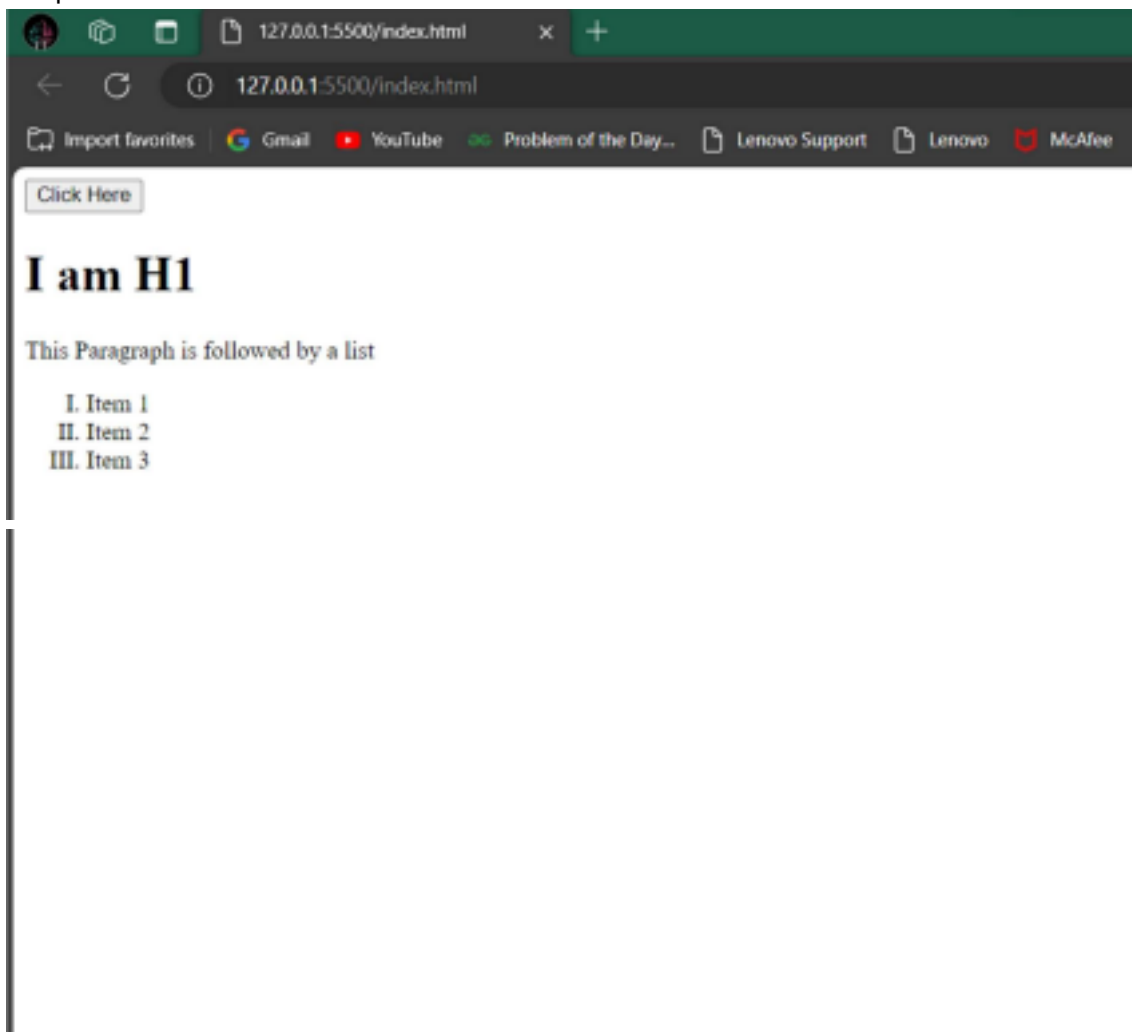 127.0.0.1:5500/index.html
127.0.0.1:5500/index.html
Import favorites Gmail YouTube Problem of the Day... Lenovo Support Lenovo McAfee
Click Here
I am H1
This Paragraph is followed by a list
I. Item 1
II. Item 2
III. Item 3